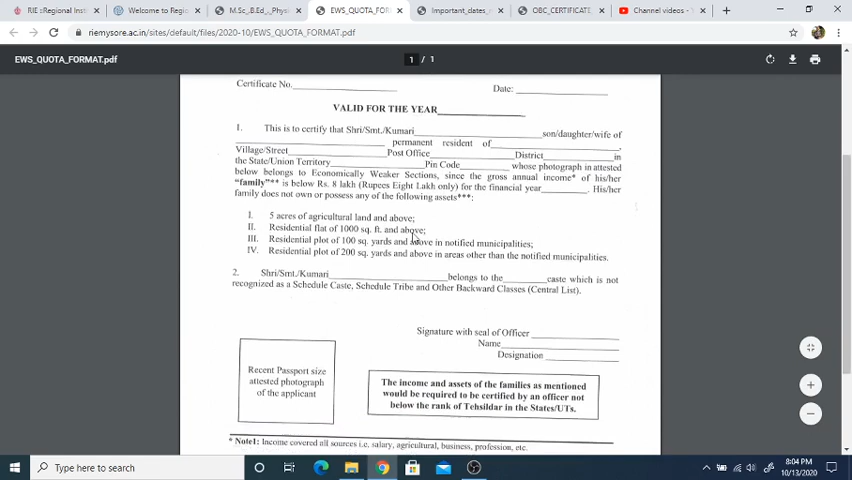 RIE ::Regional Insti
Welcome to Regio
M.Sc.,B.Ed.,_Physi
EWS_QUOTA_FORMAT.
Important_dates_
OBC_CERTIFICATE_
Channel videos - Y
riemysore.ac.in/sites/default/files/2020-10/EWS_QUOTA_FORMAT.pdf
EWS_QUOTA_FORMAT.pdf
1 / 1
Certificate No.
Date:
VALID FOR THE YEAR
1. This is to certify that Shri/Smt./Kumari son/daughter/wife of
permanent resident of ,
Village/Street Post Office District in
the State/Union Territory Pin Code whose photograph in attested
below belongs to Economically Weaker Sections, since the gross annual income* of his/her
"family"** is below Rs. 8 lakh (Rupees Eight Lakh only) for the financial year . His/her
family does not own or possess any of the following assets***:
I. 5 acres of agricultural land and above;
II. Residential flat of 1000 sq. ft. and above;
III. Residential plot of 100 sq. yards and above in notified municipalities;
IV. Residential plot of 200 sq. yards and above in areas other than the notified municipalities.
2. Shri/Smt./Kumari belongs to the caste which is not
recognized as a Schedule Caste, Schedule Tribe and Other Backward Classes (Central List).
Signature with seal of Officer
Name
Designation
Recent Passport size
attested photograph
of the applicant
The income and assets of the families as mentioned
would be required to be certified by an officer not
below the rank of Tehsildar in the States/UTs.
* Note1: Income covered all sources i.e. salary, agricultural, business, profession, etc.
Type here to search
8:04 PM
10/13/2020